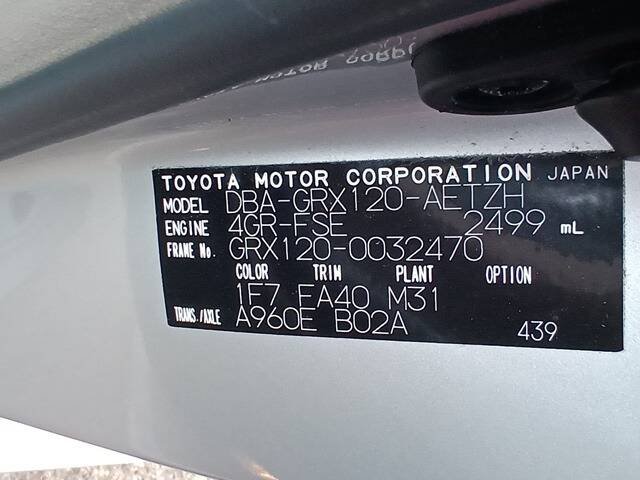 TOYOTA MOTOR CORPORATION JAPAN
MODEL DBA-GRX120-AETZH
ENGINE 4GR-FSE 2499 mL
FRAME No. GRX120-0032470
COLOR TRIM PLANT OPTION
1F7 FA40 M31
TRANS./AXLE A960E B02A
439